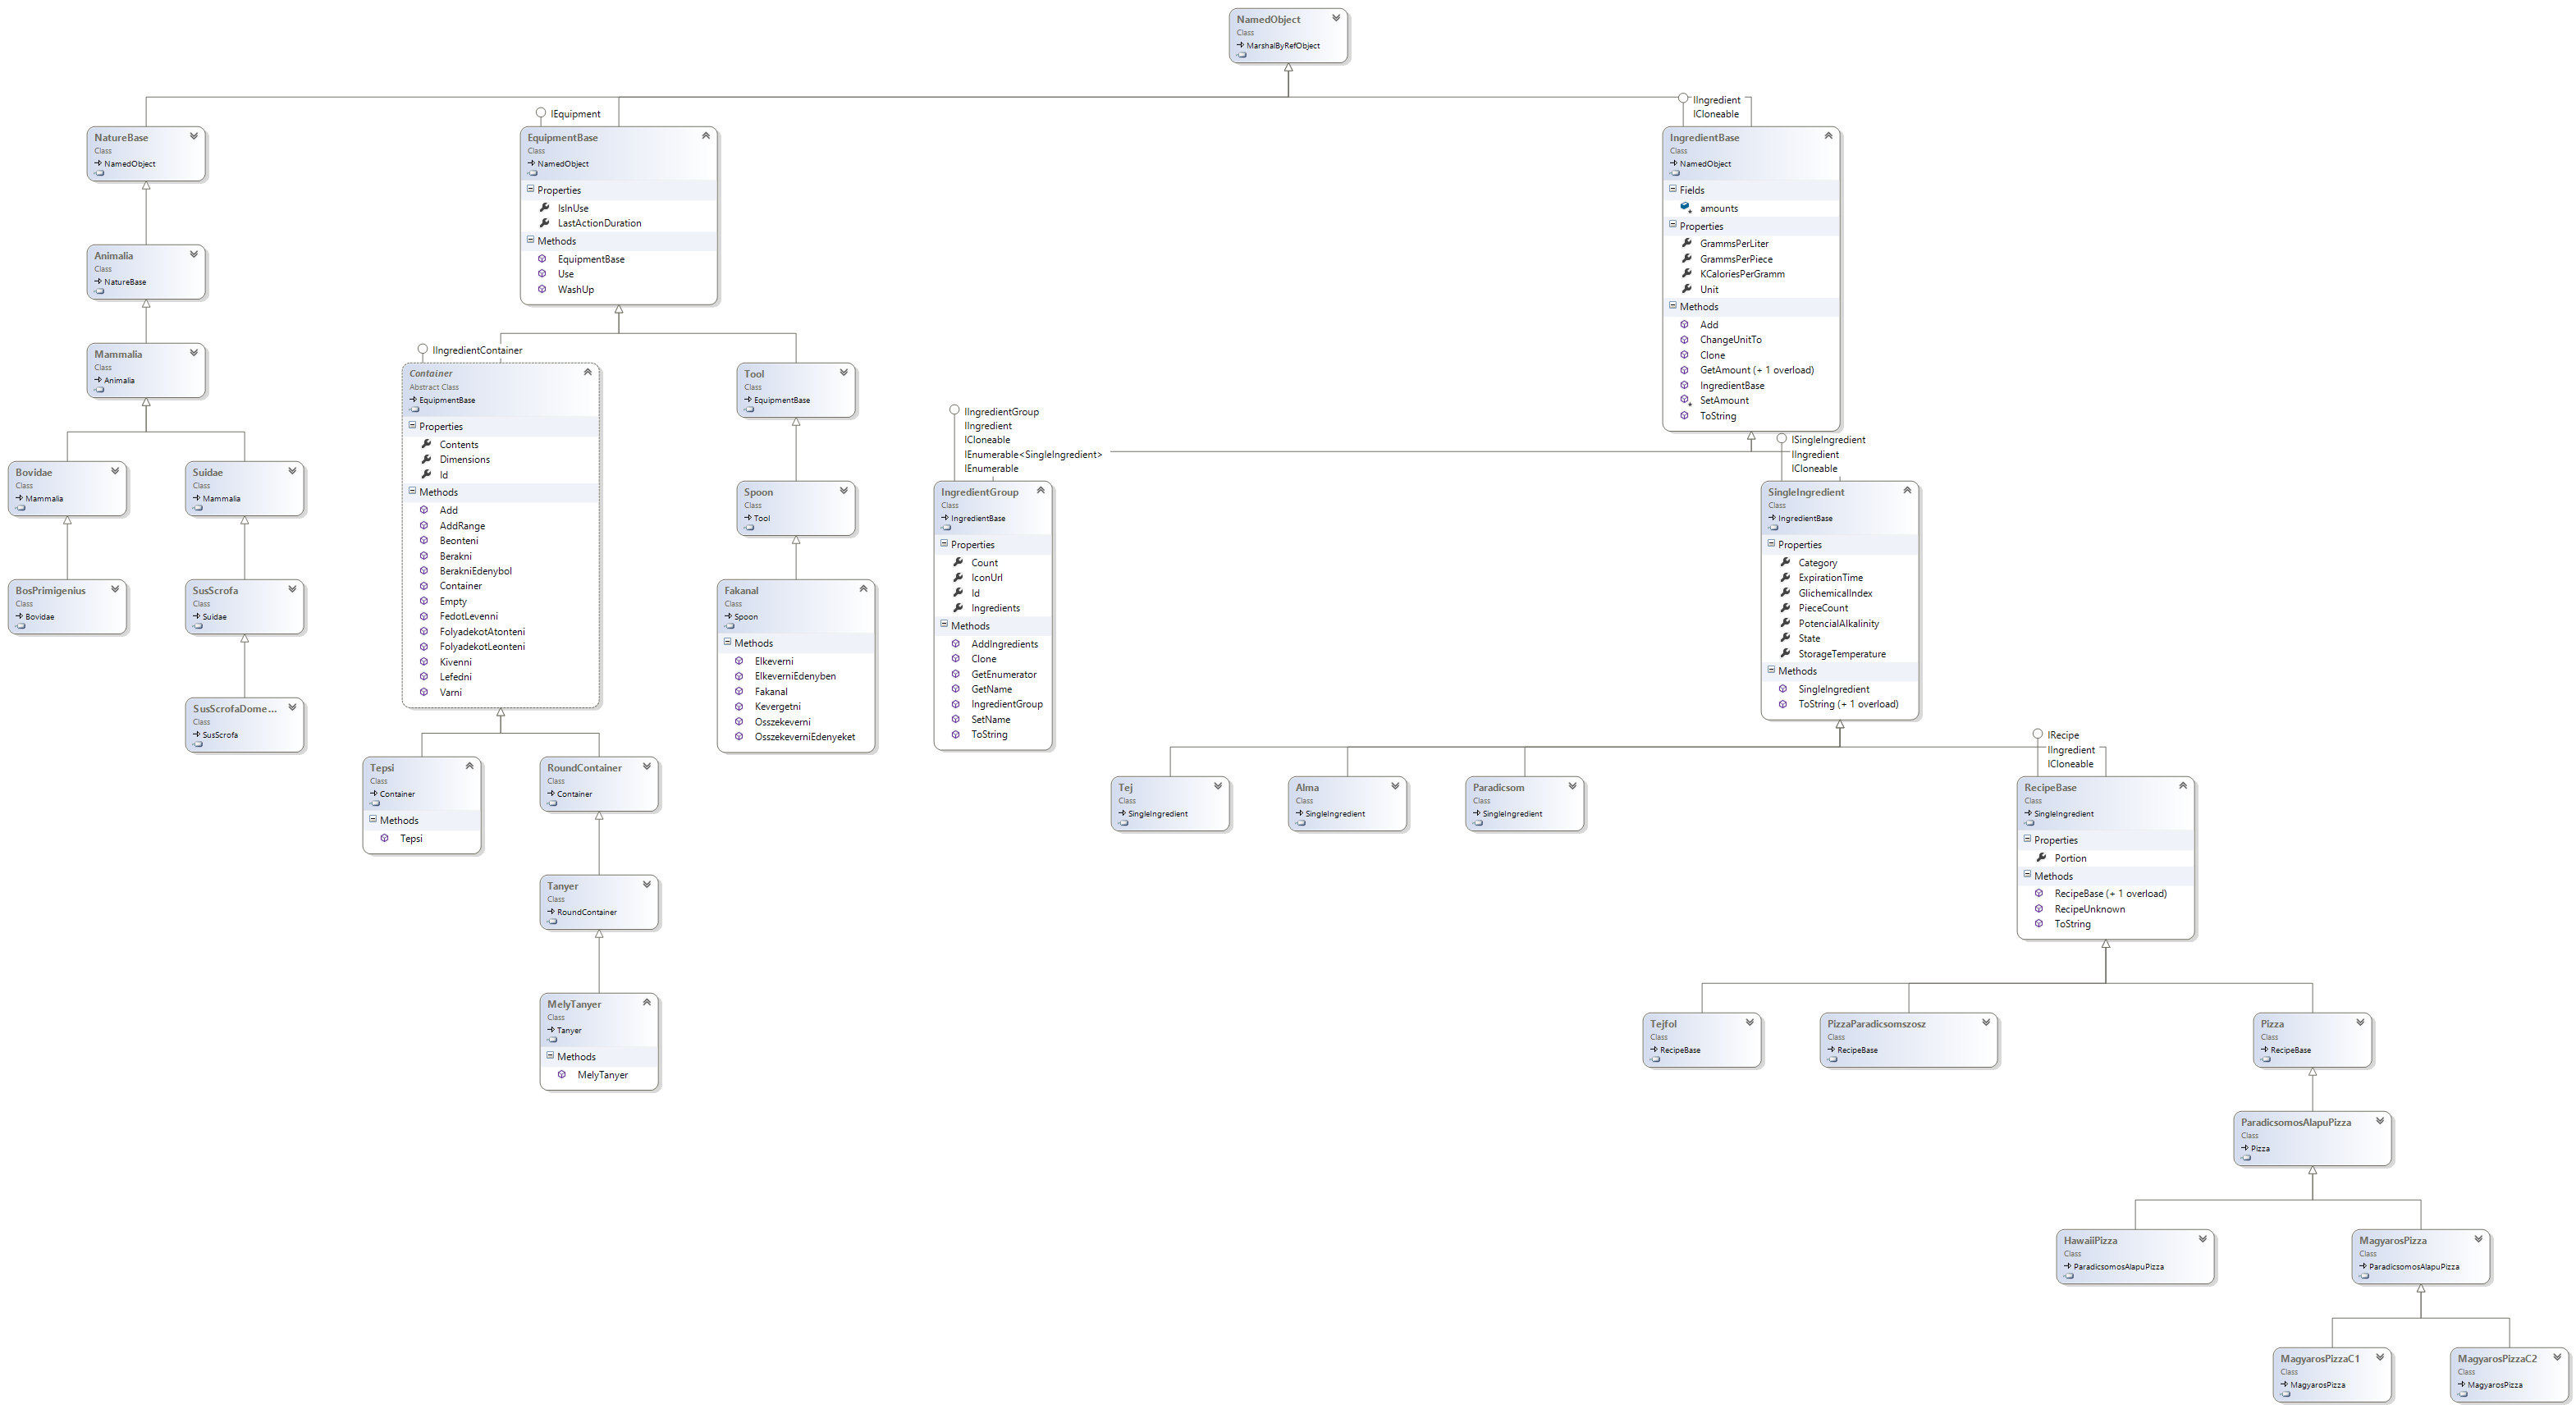 NamedObject
Class
MarshalByRefObject
NatureBase
Class
NamedObject
Animalia
Class
NatureBase
Mammalia
Class
Animalia
Bovidae
Class
Mammalia
BosPrimigenius
Class
Bovidae
Suidae
Class
Mammalia
SusScrofa
Class
Suidae
SusScrofaDome...
Class
SusScrofa
IEquipment
EquipmentBase
Class
NamedObject
Properties
IsInUse
LastActionDuration
Methods
EquipmentBase
Use
WashUp
IIngredientContainer
Container
Abstract Class
EquipmentBase
Properties
Contents
Dimensions
Id
Methods
Add
AddRange
Beonteni
Berakni
BerakniEdenybol
Container
Empty
FedotLevenni
FolyadekotAtonteni
FolyadekotLeonteni
Kivenni
Lefedni
Varni
Tepsi
Class
Container
Methods
Tepsi
RoundContainer
Class
Container
Tanyer
Class
RoundContainer
MelyTanyer
Class
Tanyer
Methods
MelyTanyer
Tool
Class
EquipmentBase
Spoon
Class
Tool
Fakanal
Class
Spoon
Methods
Elkeverni
ElkeverniEdenyben
Fakanal
Kevergetni
Osszekeverni
OsszekeverniEdenyeket
IIngredient
ICloneable
IngredientBase
Class
NamedObject
Fields
amounts
Properties
GrammsPerLiter
GrammsPerPiece
KCaloriesPerGramm
Unit
Methods
Add
ChangeUnitTo
Clone
GetAmount (+ 1 overload)
IngredientBase
SetAmount
ToString
IIngredientGroup
IIngredient
ICloneable
IEnumerable<SingleIngredient>
IEnumerable
IngredientGroup
Class
IngredientBase
Properties
Count
IconUrl
Id
Ingredients
Methods
AddIngredients
Clone
GetEnumerator
GetName
IngredientGroup
SetName
ToString
ISingleIngredient
IIngredient
ICloneable
SingleIngredient
Class
IngredientBase
Properties
Category
ExpirationTime
GlichemicalIndex
PieceCount
PotencialAlkalinity
State
StorageTemperature
Methods
SingleIngredient
ToString (+ 1 overload)
Tej
Class
SingleIngredient
Alma
Class
SingleIngredient
Paradicsom
Class
SingleIngredient
IRecipe
IIngredient
ICloneable
RecipeBase
Class
SingleIngredient
Properties
Portion
Methods
RecipeBase (+ 1 overload)
RecipeUnknown
ToString
Tejfol
Class
RecipeBase
PizzaParadicsomszosz
Class
RecipeBase
Pizza
Class
RecipeBase
ParadicsomosAlapuPizza
Class
Pizza
HawaiiPizza
Class
ParadicsomosAlapuPizza
MagyarosPizza
Class
ParadicsomosAlapuPizza
MagyarosPizzaC1
Class
MagyarosPizza
MagyarosPizzaC2
Class
MagyarosPizza